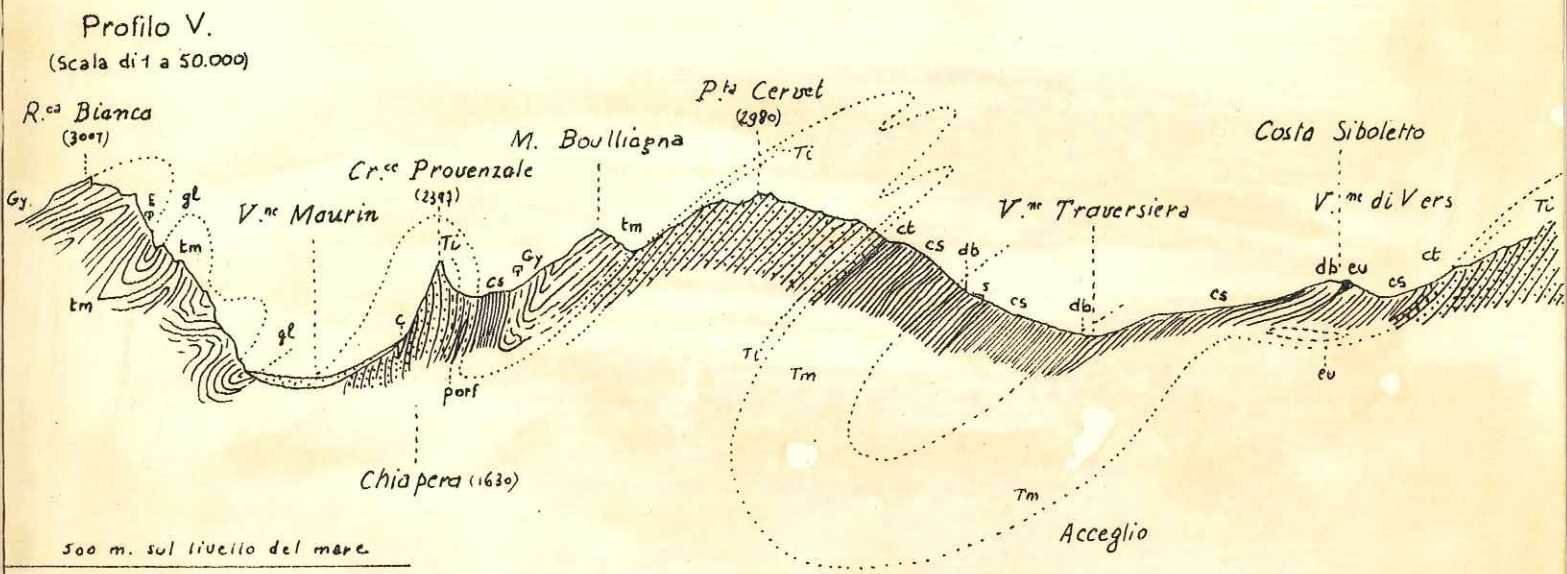 Profilo V.
(Scala di 1 a 50.000)
R.ca Bianca
(3007)
Gy.
gl
tm
tm
gl
V.ne Maurin
Cr.ce Provenzale
Ti
cs
porf
Chiapera (1630)
Gy
M. Boulliagna
tm
P.ta Cervet
(2980)
Ti
ct
cs
db
s
cs
V.ne Traversiera
db
cs
Costa Siboletto
V.ne di Vers
db eu
cs
ct
Ti
eu
Ti
Tm
Tm
Acceglio
500 m. sul livello del mare